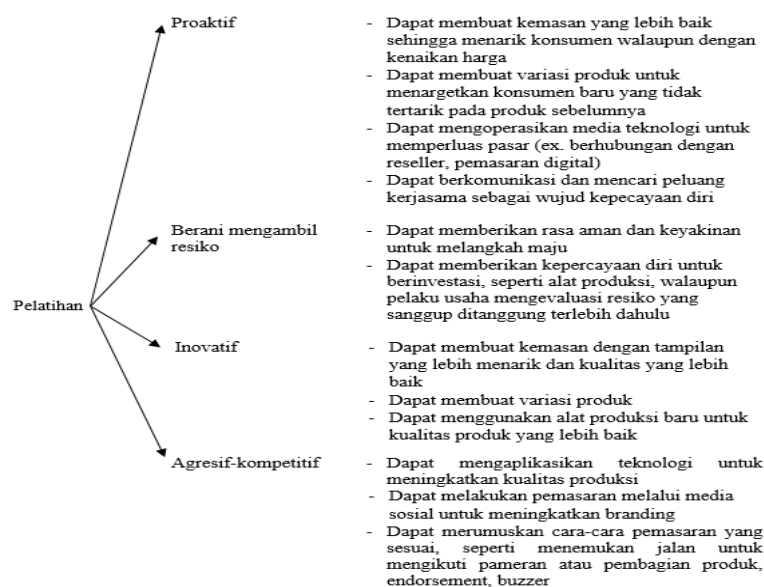 Proaktif - Dapat membuat kemasan yang lebih baik
sehingga menarik konsumen walaupun dengan
kenaikan harga
- Dapat membuat variasi produk untuk
menargetkan konsumen baru yang tidak
tertarik pada produk sebelumnya
- Dapat mengoperasikan media teknologi untuk
memperluas pasar (ex. berhubungan dengan
reseller, pemasaran digital)
- Dapat berkomunikasi dan mencari peluang
kerjasama sebagai wujud kepecayaan diri
Berani mengambil - Dapat memberikan rasa aman dan keyakinan
resiko untuk melangkah maju
- Dapat memberikan kepercayaan diri untuk
berinvestasi, seperti alat produksi, walaupun
Pelatihan pelaku usaha mengevaluasi resiko yang
sanggup ditanggung terlebih dahulu
Inovatif - Dapat membuat kemasan dengan tampilan
yang lebih menarik dan kualitas yang lebih
baik
- Dapat membuat variasi produk
- Dapat menggunakan alat produksi baru untuk
kualitas produk yang lebih baik
Agresif-kompetitif - Dapat mengaplikasikan teknologi untuk
meningkatkan kualitas produksi
- Dapat melakukan pemasaran melalui media
sosial untuk meningkatkan branding
- Dapat merumuskan cara-cara pemasaran yang
sesuai, seperti menemukan jalan untuk
mengikuti pameran atau pembagian produk,
endorsement, buzzer